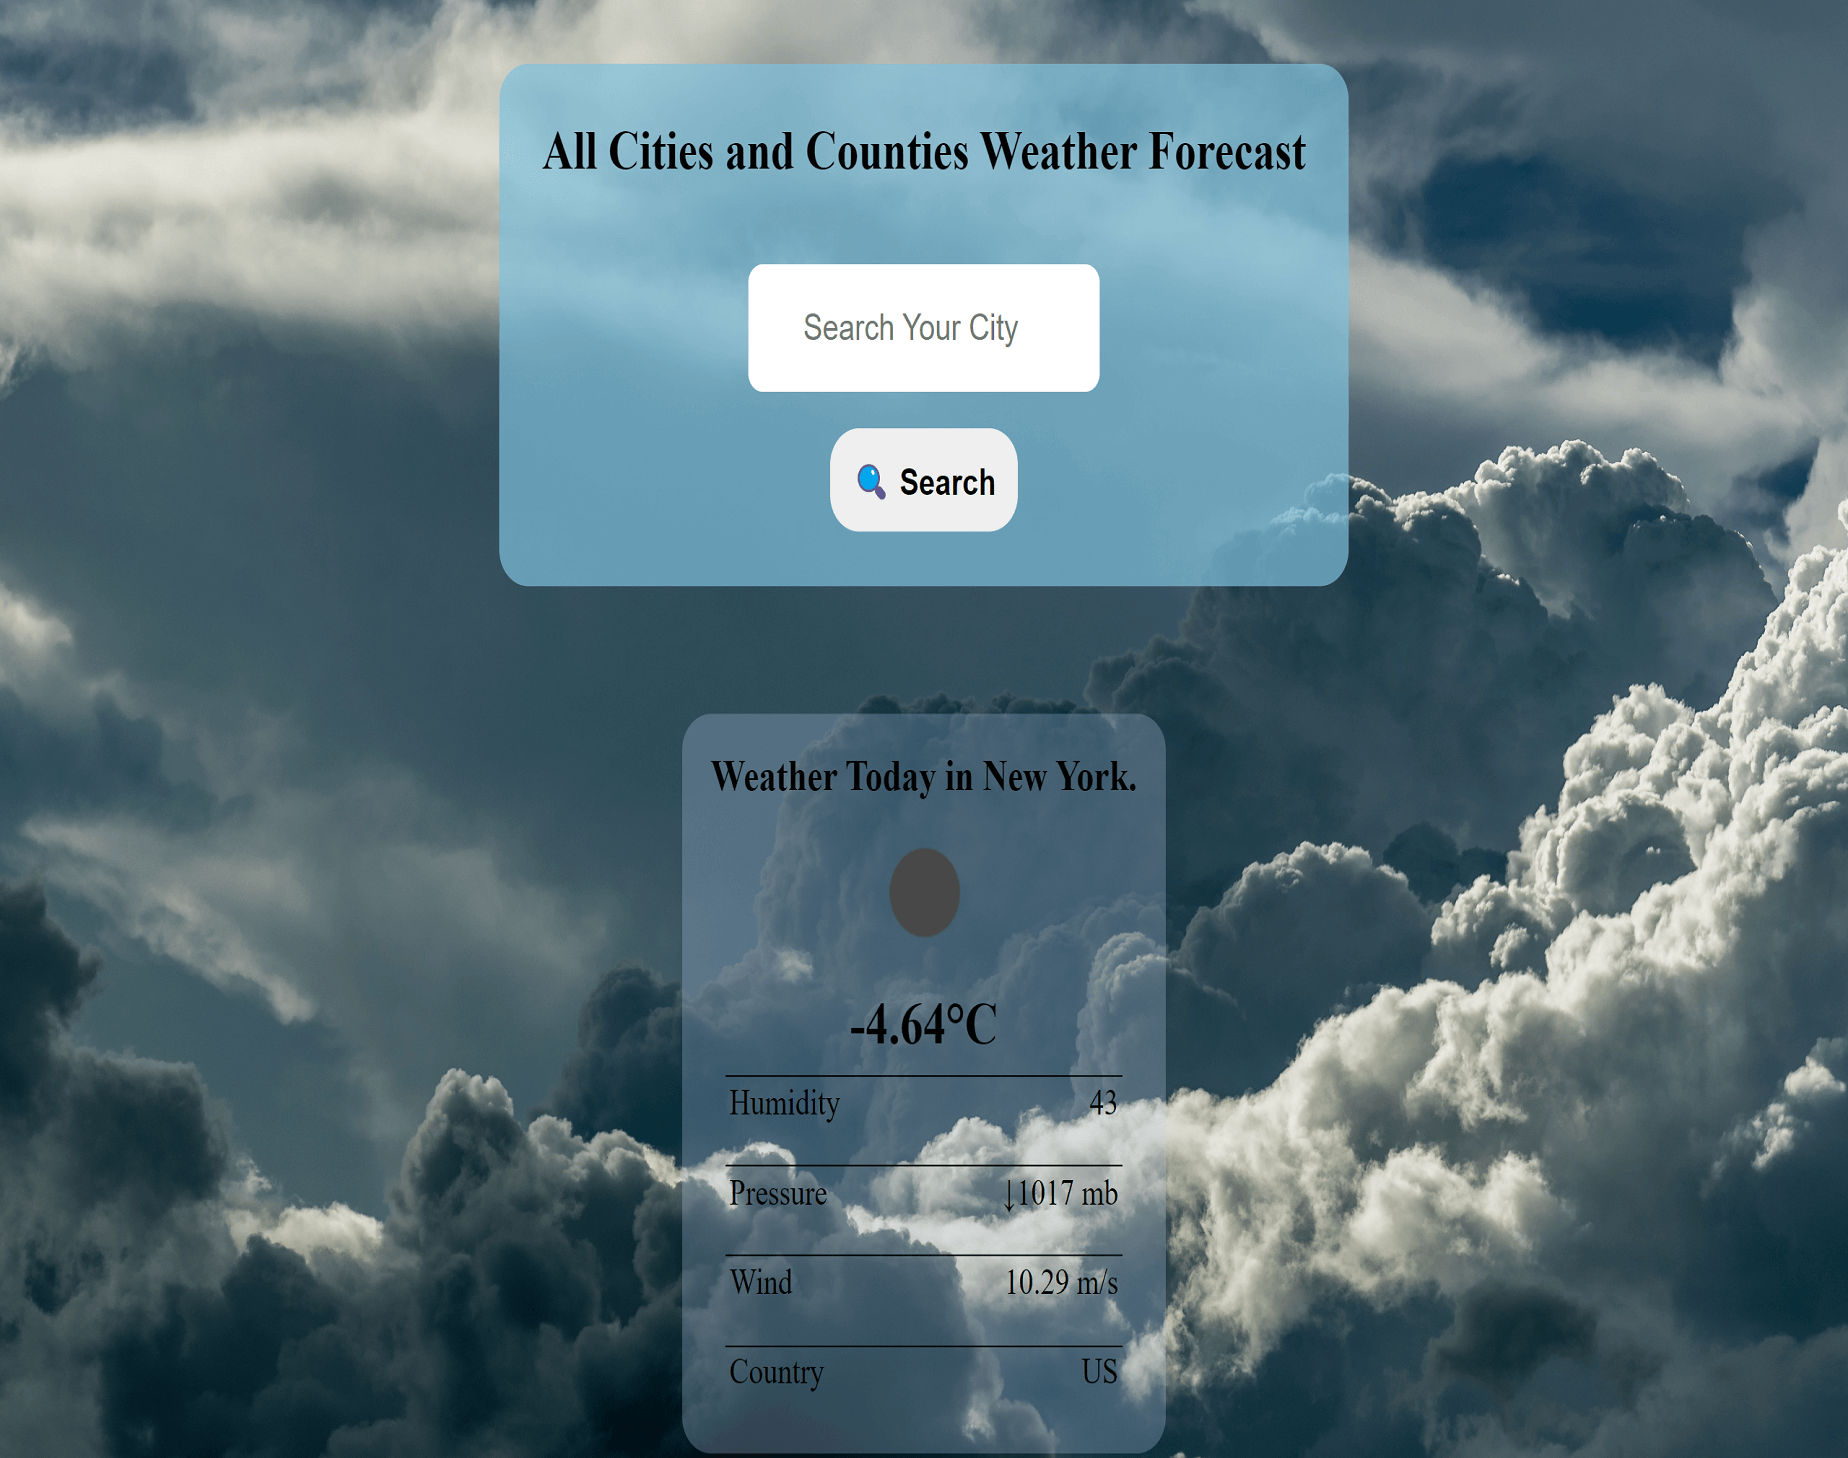 All Cities and Counties Weather Forecast
Search Your City
Search
Weather Today in New York.
-4.64°C
Humidity 43
Pressure ↓1017 mb
Wind 10.29 m/s
Country US